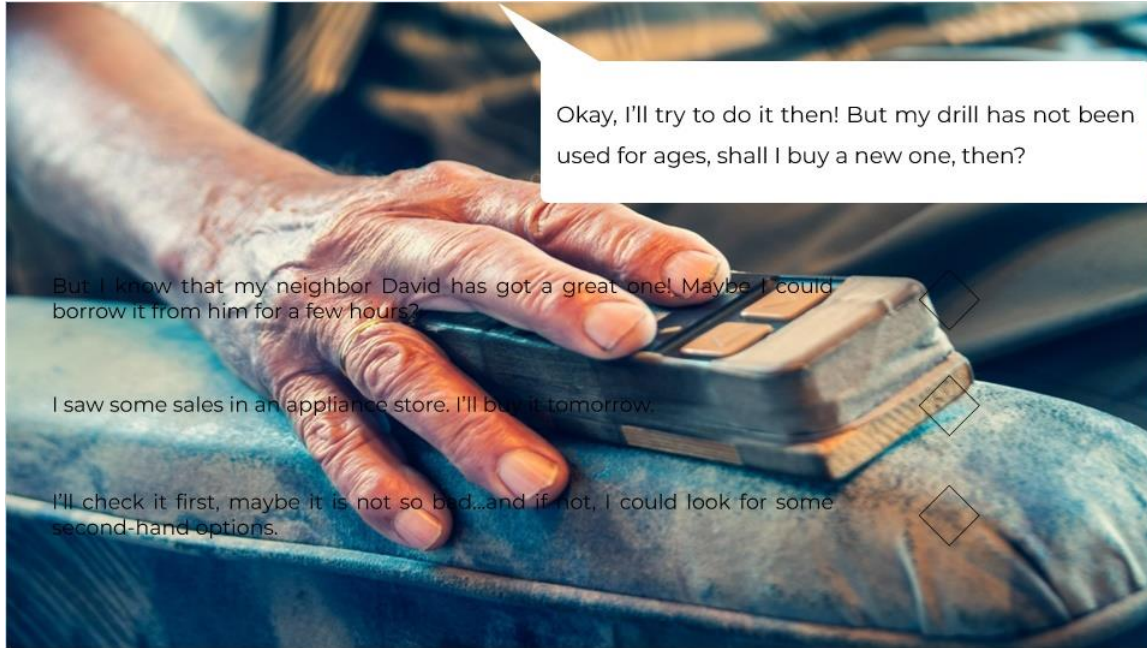 Okay, I'll try to do it then! But my drill has not been
used for ages, shall I buy a new one, then?
But I know that my neighbor David has got a great one! Maybe I could
borrow it from him for a few hours?
I saw some sales in an appliance store. I'll buy it tomorrow.
I'll check it first, maybe it is not so bad...and if not, I could look for some
second-hand options.